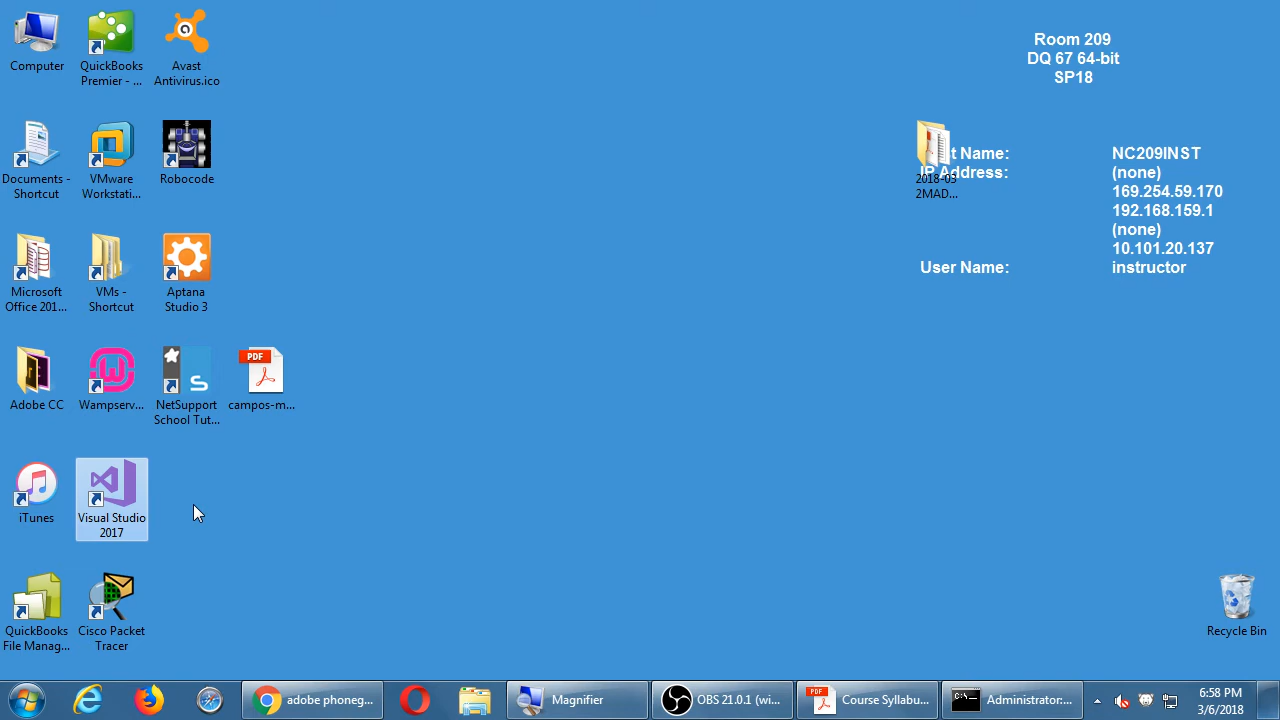 Computer
QuickBooks
Premier - ...
Avast
Antivirus.ico
Documents -
Shortcut
VMware
Workstati...
Robocode
Microsoft
Office 201...
VMs -
Shortcut
Aptana
Studio 3
Adobe CC
Wampserv...
NetSupport
School Tut...
PDF
campos-m...
iTunes
Visual Studio
2017
QuickBooks
File Manag...
Cisco Packet
Tracer
Room 209
DQ 67 64-bit
SP18
t Name:
NC209INST
IP Address:
(none)
169.254.59.170
192.168.159.1
(none)
10.101.20.137
User Name:
instructor
2018-03
2MAD...
Recycle Bin
adobe phoneg...
Magnifier
OBS 21.0.1 (wi...
PDF
Course Syllabu...
C:\.
Administrator:...
6:58 PM
3/6/2018